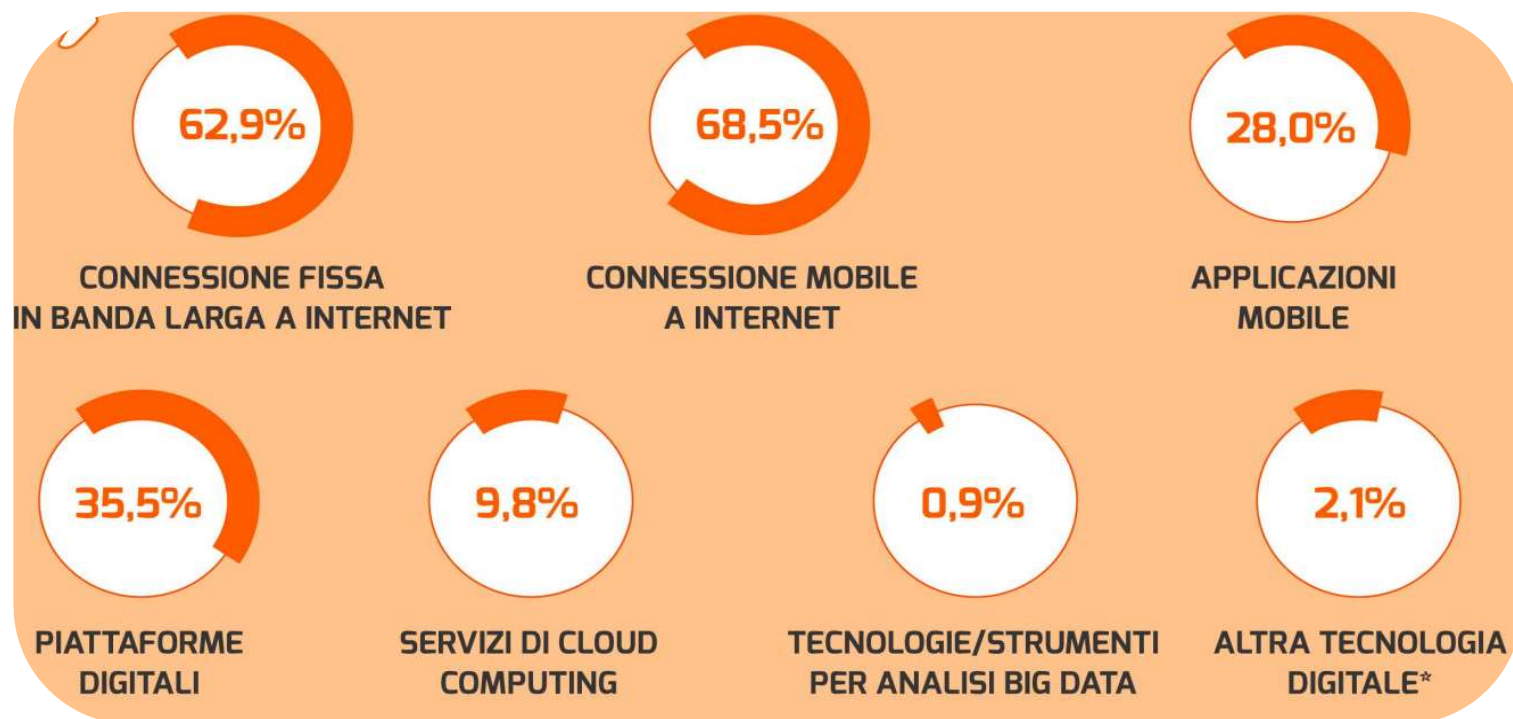 62,9%
68,5%
28,0%
CONNESSIONE FISSA
IN BANDA LARGA A INTERNET
CONNESSIONE MOBILE
A INTERNET
APPLICAZIONI
MOBILE
35,5%
9,8%
0,9%
2,1%
PIATTAFORME
DIGITALI
SERVIZI DI CLOUD
COMPUTING
TECNOLOGIE/STRUMENTI
PER ANALISI BIG DATA
ALTRA TECNOLOGIA
DIGITALE*